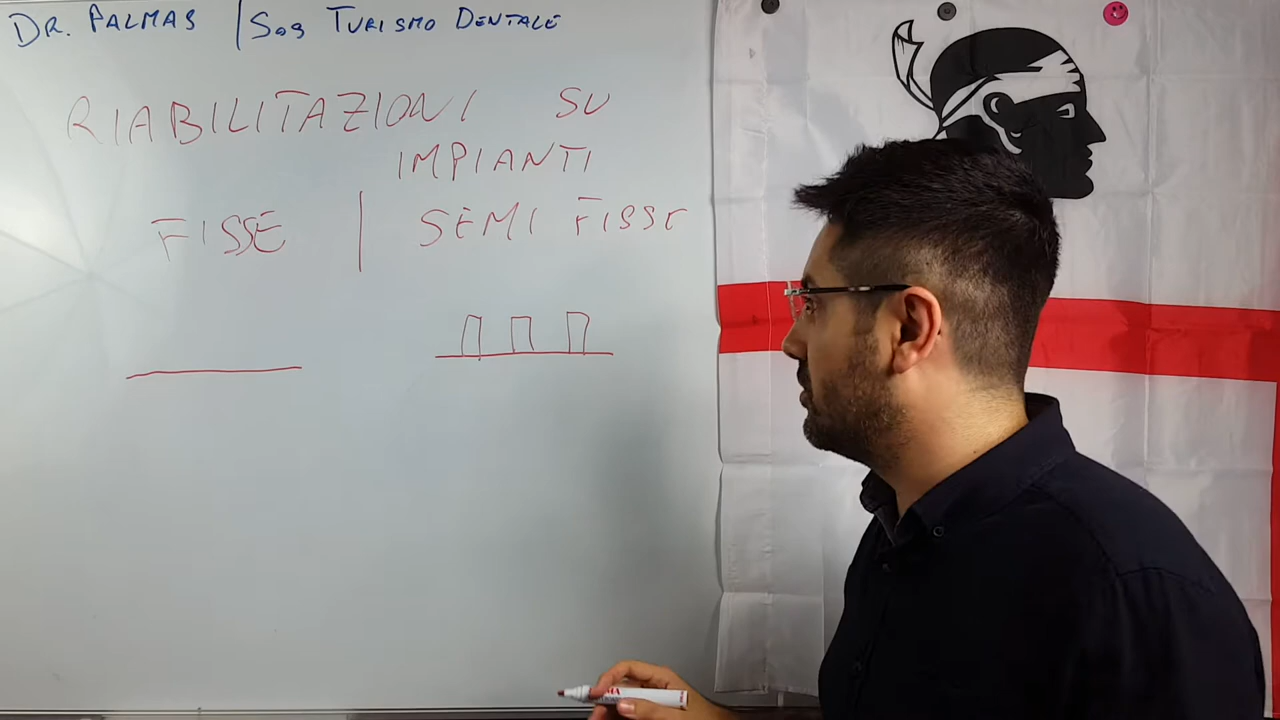 DR. PALMAS | SOS TURISMO DENTALE
RIABILITAZIONI SU
IMPIANTI
FISSE | SEMI FISSE